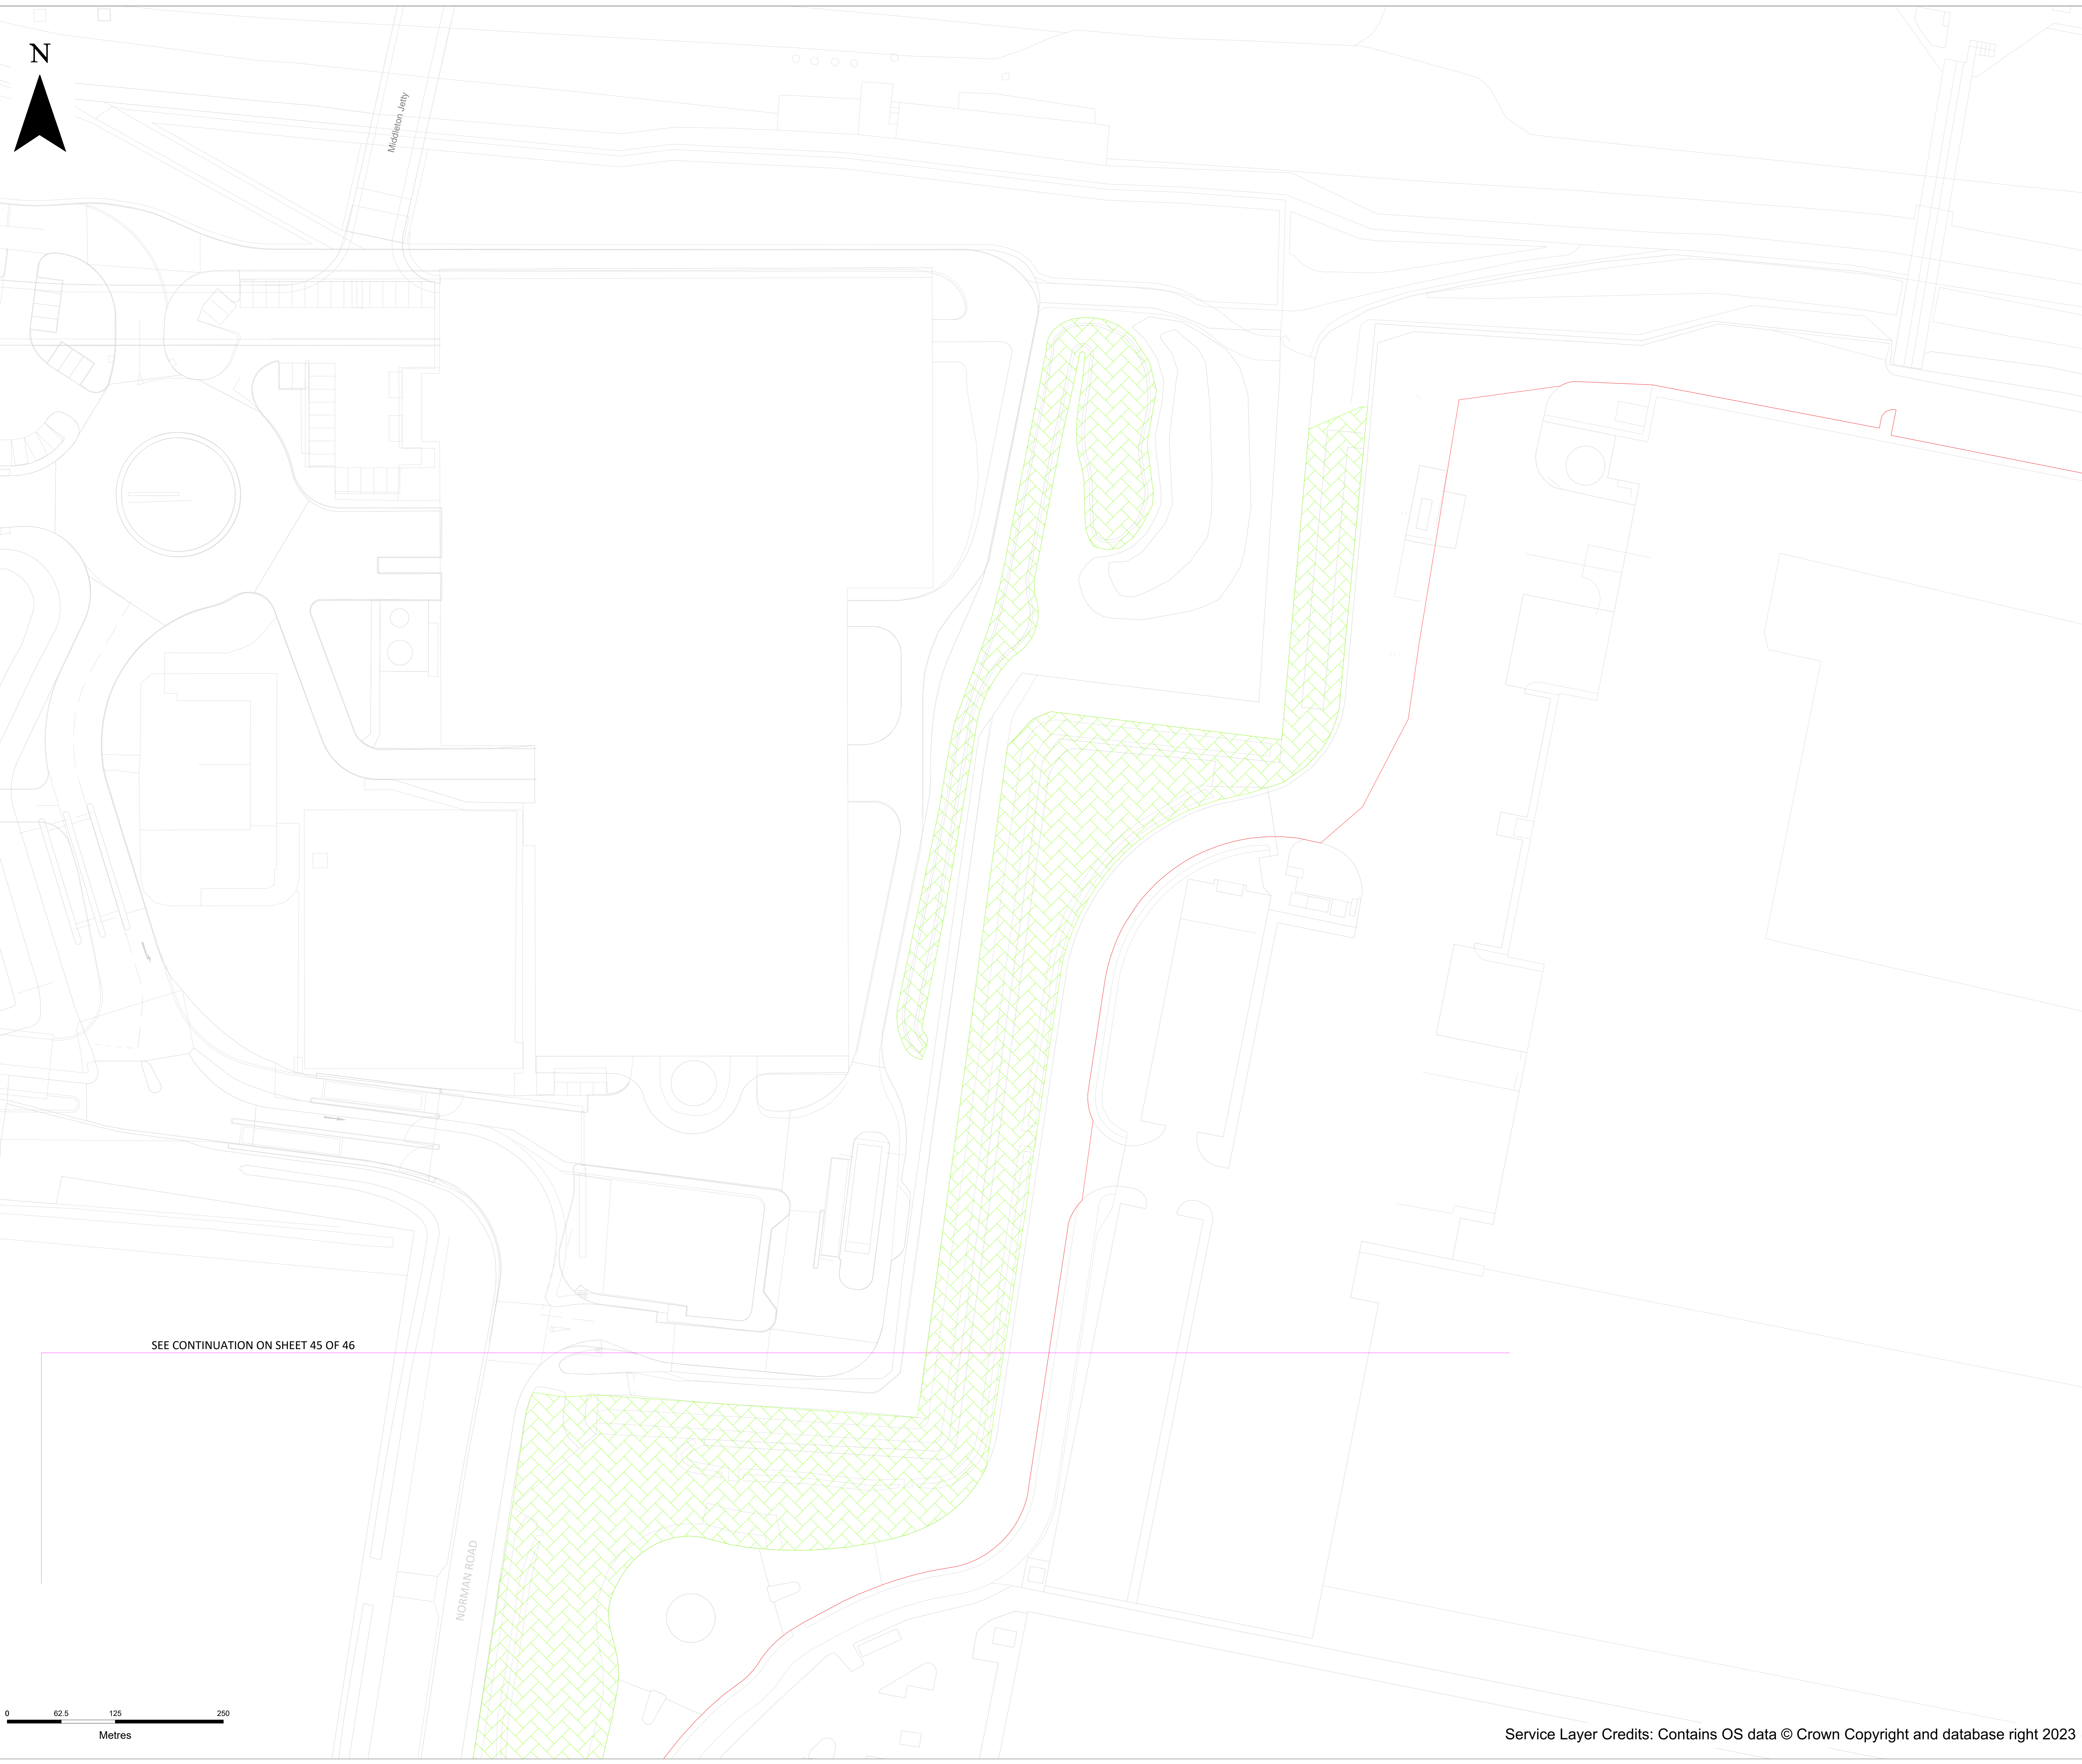 N
Middleton Jetty
SEE CONTINUATION ON SHEET 45 OF 46
NORMAN ROAD
0 62.5 125 250
Metres
Service Layer Credits: Contains OS data © Crown Copyright and database right 2023